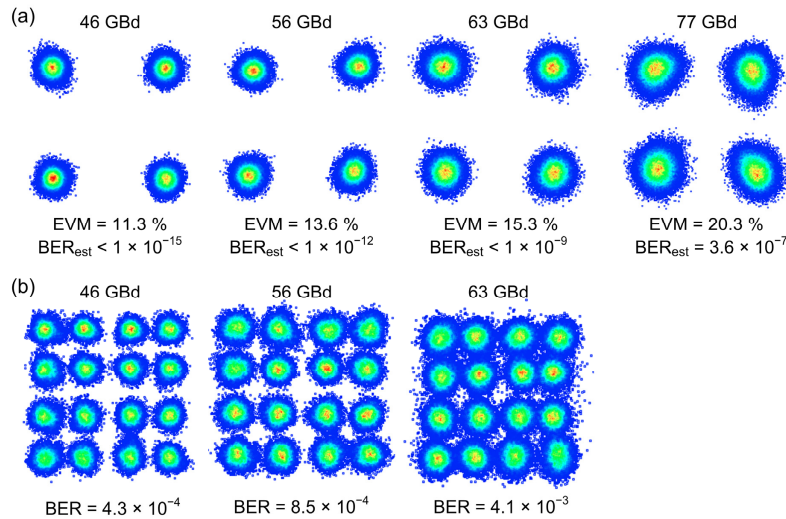 (a) 46 GBd 56 GBd 63 GBd 77 GBd
EVM = 11.3 % EVM = 13.6 % EVM = 15.3 % EVM = 20.3 %
BERest < 1 × 10⁻¹⁵ BERest < 1 × 10⁻¹² BERest < 1 × 10⁻⁹ BERest = 3.6 × 10⁻⁷
(b) 46 GBd 56 GBd 63 GBd
BER = 4.3 × 10⁻⁴ BER = 8.5 × 10⁻⁴ BER = 4.1 × 10⁻³